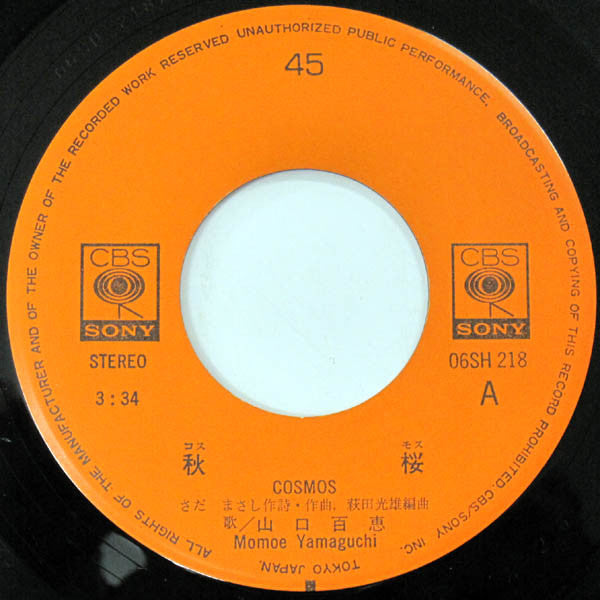 ALL RIGHTS OF THE MANUFACTURER AND OF THE OWNER OF THE RECORDED WORK RESERVED UNAUTHORIZED PUBLIC PERFORMANCE, BROADCASTING AND COPYING OF THIS RECORD PROHIBITED·CBS/SONY INC.
TOKYO JAPAN.
45
CBS
SONY
STEREO
3:34
CBS
SONY
06SH 218
A
コス モス
秋 桜
COSMOS
さだ まさし作詩・作曲, 萩田光雄編曲
歌/山口百恵
Momoe Yamaguchi